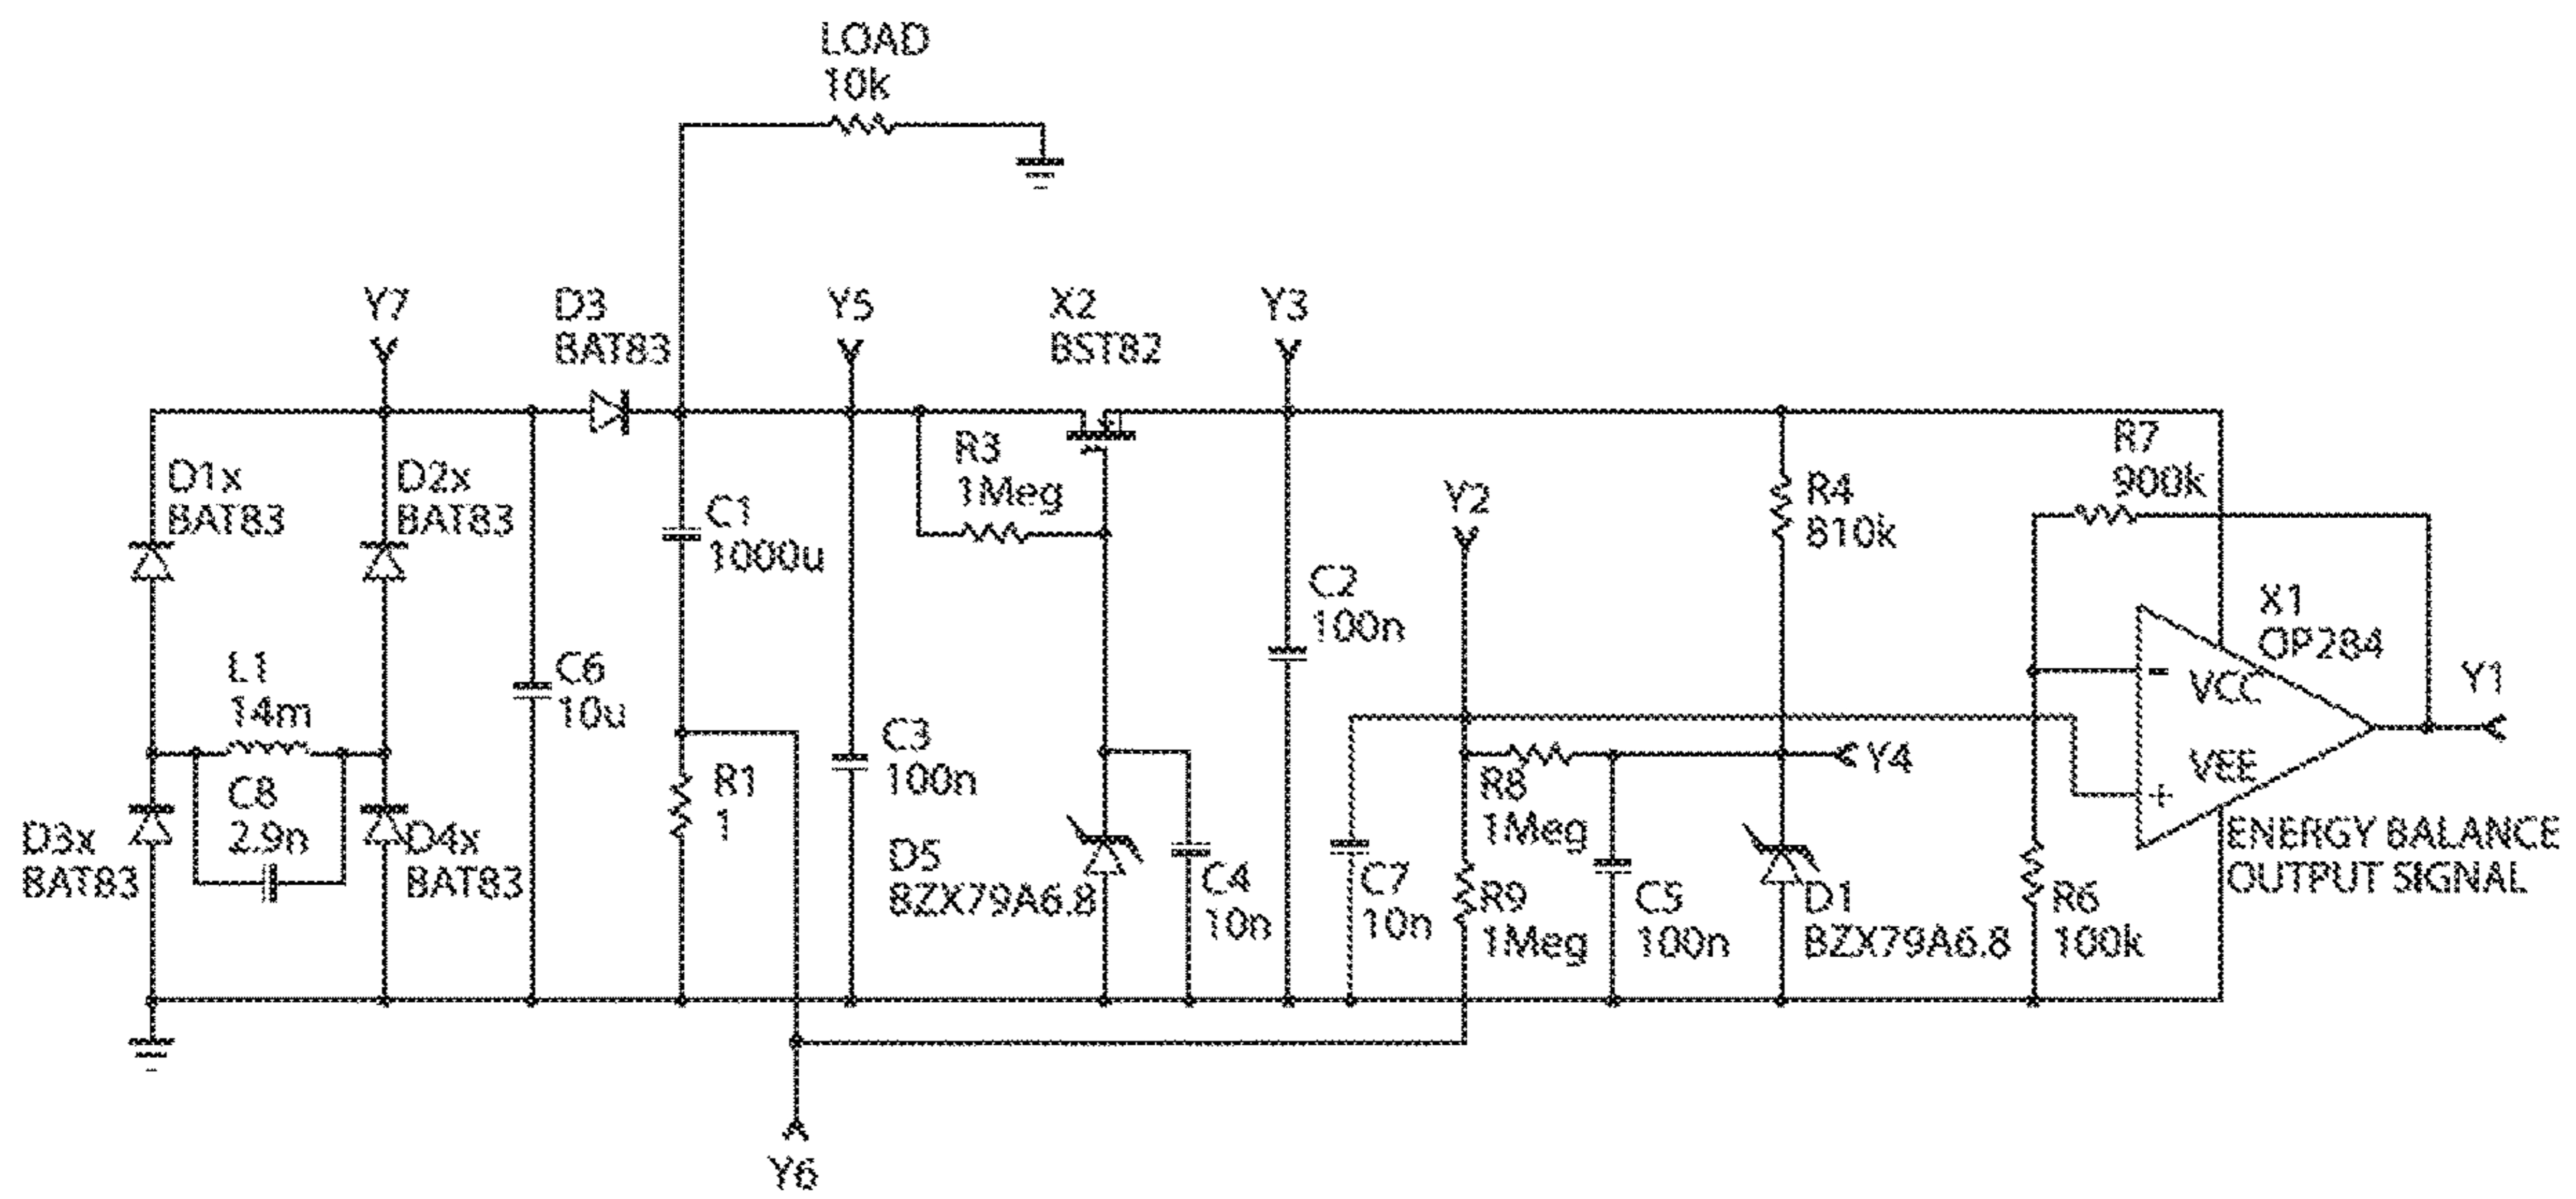 LOAD
10k
Y7
D3
BAT83
Y5
X2
BST82
Y3
D1x
BAT83
D2x
BAT83
C1
1000u
R3
1Meg
Y2
R4
810k
R7
900k
L1
14m
C6
10u
C2
100n
X1
OP284
VCC
Y1
C8
2.9n
R1
1
C3
100n
Y4
VEE
D3x
BAT83
D4x
BAT83
D5
BZX79A6.8
C4
10n
C7
10n
R8
1Meg
R9
1Meg
C5
100n
D1
BZX79A6.8
R6
100k
ENERGY BALANCE
OUTPUT SIGNAL
Y6